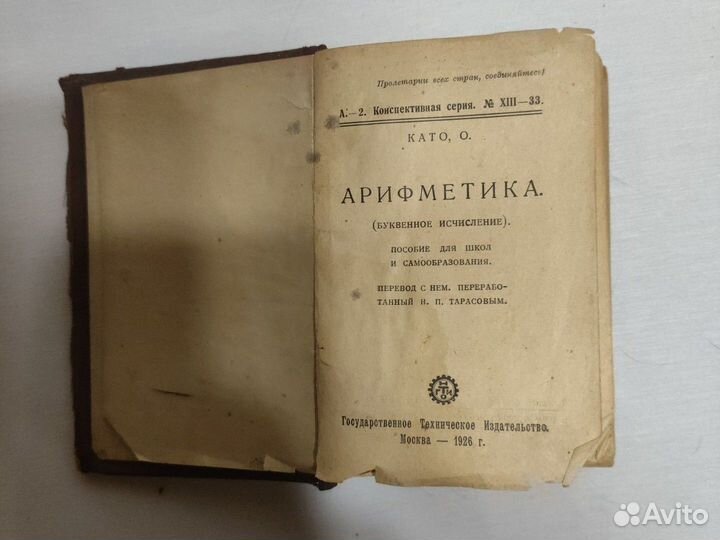 Пролетарии всех стран, соединяйтесь!
А.—2. Конспективная серия. № XIII—33.
КАТО, О.
АРИФМЕТИКА.
(БУКВЕННОЕ ИСЧИСЛЕНИЕ).
ПОСОБИЕ ДЛЯ ШКОЛ
И САМООБРАЗОВАНИЯ.
ПЕРЕВОД С НЕМ. ПЕРЕРАБО-
ТАННЫЙ Н. П. ТАРАСОВЫМ.
Государственное Техническое Издательство.
Москва — 1926 г.
Avito